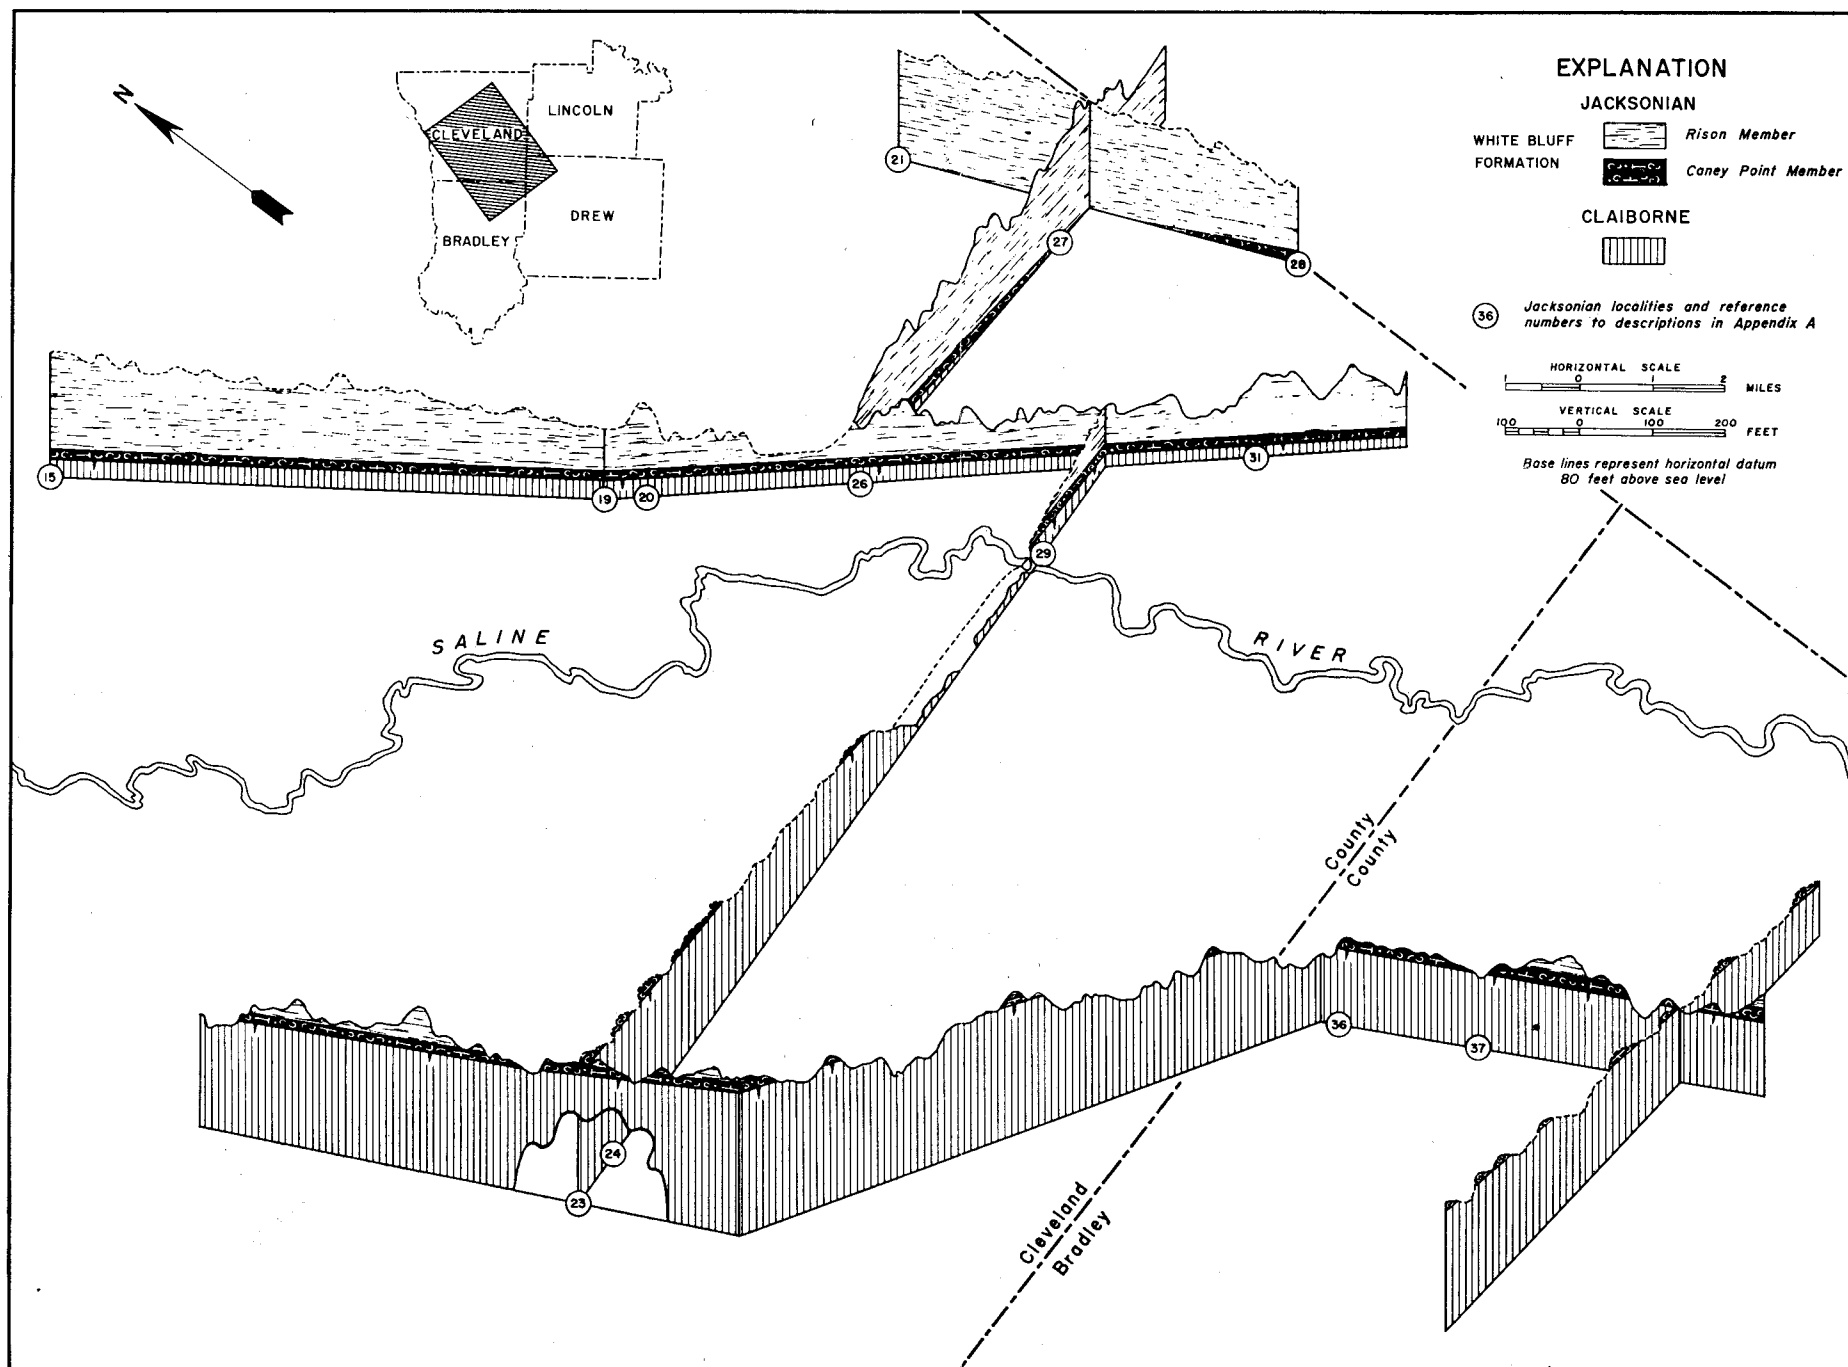 N
CLEVELAND
LINCOLN
DREW
BRADLEY
EXPLANATION
JACKSONIAN
WHITE BLUFF
FORMATION
Rison Member
Caney Point Member
CLAIBORNE
36
Jacksonian localities and reference
numbers to descriptions in Appendix A
HORIZONTAL SCALE
1 0 1 2 MILES
VERTICAL SCALE
100 0 100 200 FEET
Base lines represent horizontal datum
80 feet above sea level
21
27
28
15
19
20
26
31
29
SALINE RIVER
County
County
36
37
24
23
Cleveland
Bradley